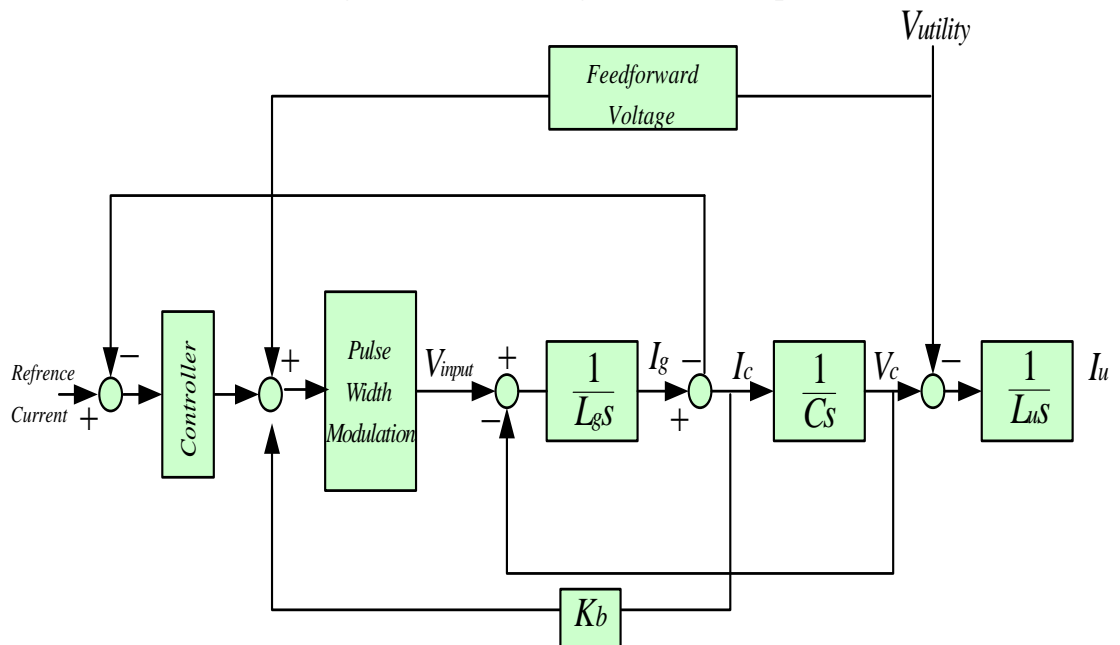 Vutility
Feedforward
Voltage
Refrence
Current
+
−
Controller
+
Pulse
Width
Modulation
Vinput
+
−
1
Lgs
Ig
−
+
Ic
1
Cs
Vc
−
1
Lus
Iu
Kb